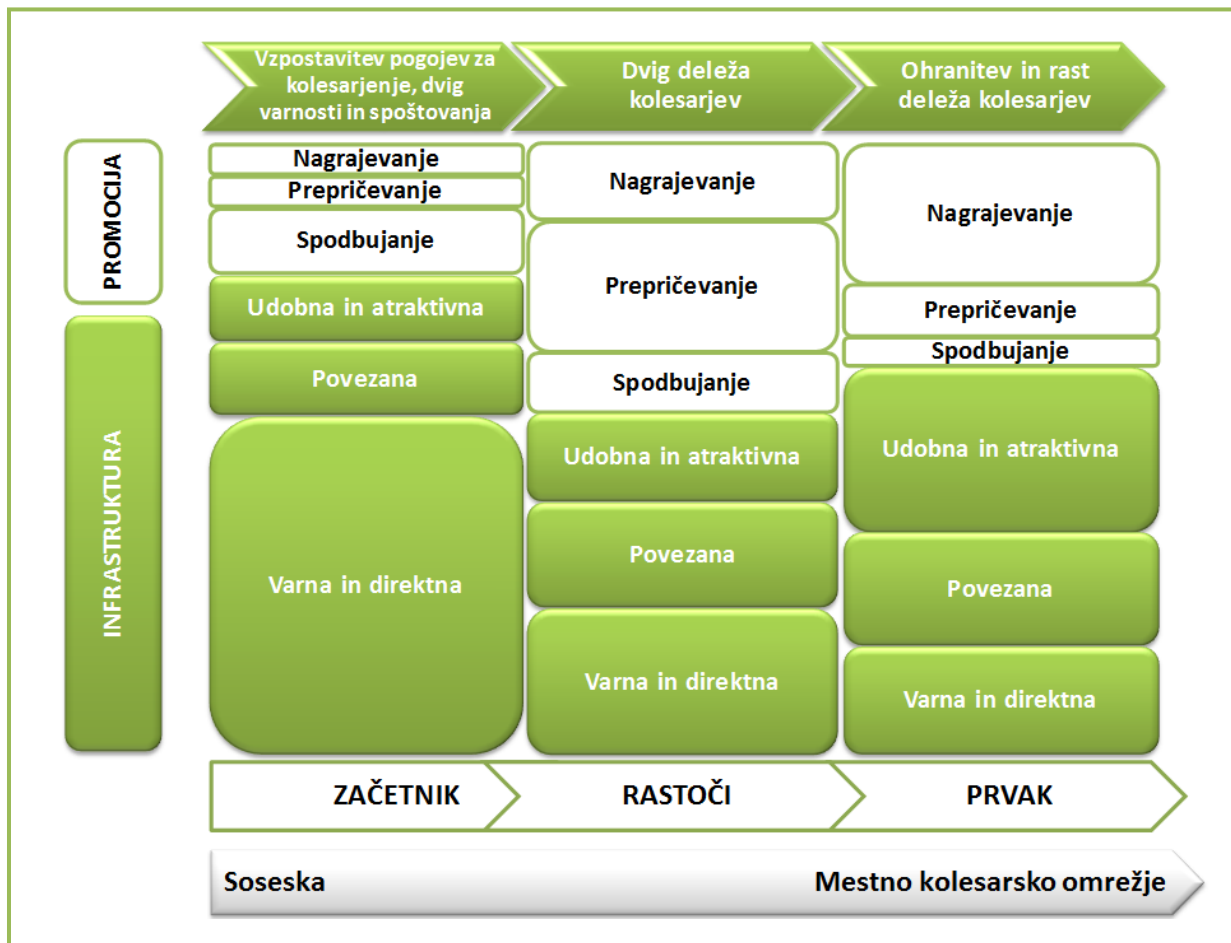 Vzpostavitev pogojev za
kolesarjenje, dvig
varnosti in spoštovanja
Dvig deleža
kolesarjev
Ohranitev in rast
deleža kolesarjev
PROMOCIJA
INFRASTRUKTURA
Nagrajevanje
Prepričevanje
Spodbujanje
Udobna in atraktivna
Povezana
Varna in direktna
Nagrajevanje
Prepričevanje
Spodbujanje
Udobna in atraktivna
Povezana
Varna in direktna
Nagrajevanje
Prepričevanje
Spodbujanje
Udobna in atraktivna
Povezana
Varna in direktna
ZAČETNIK
RASTOČI
PRVAK
Soseska
Mestno kolesarsko omrežje